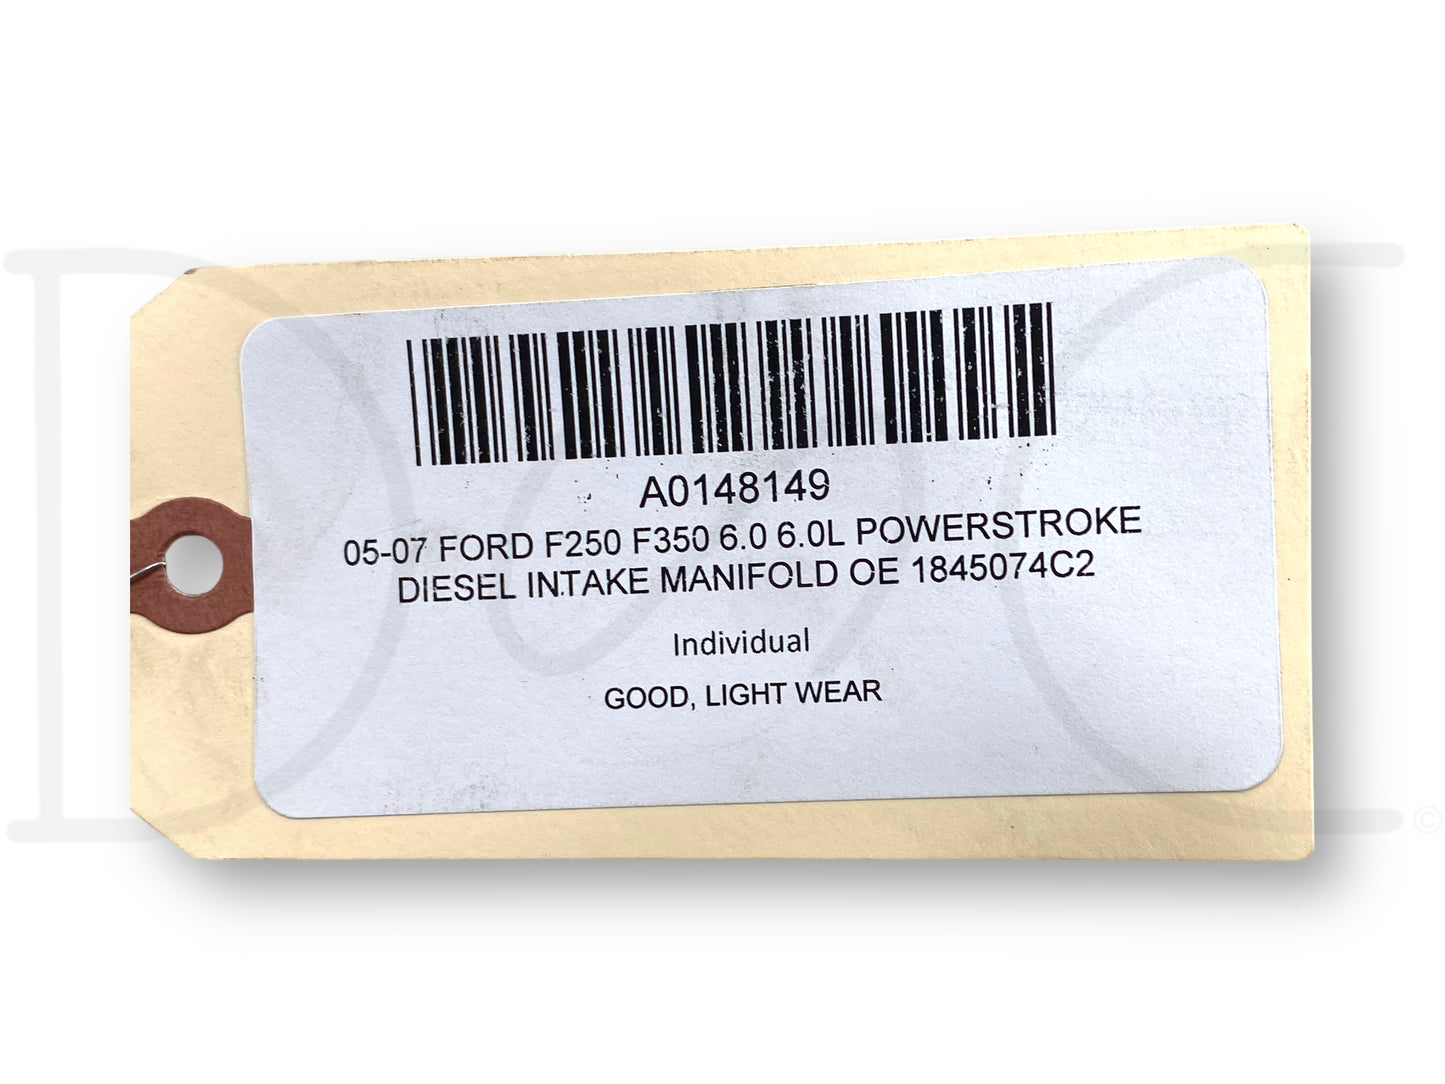 A0148149
05-07 FORD F250 F350 6.0 6.0L POWERSTROKE
DIESEL INTAKE MANIFOLD OE 1845074C2
Individual
GOOD, LIGHT WEAR
©